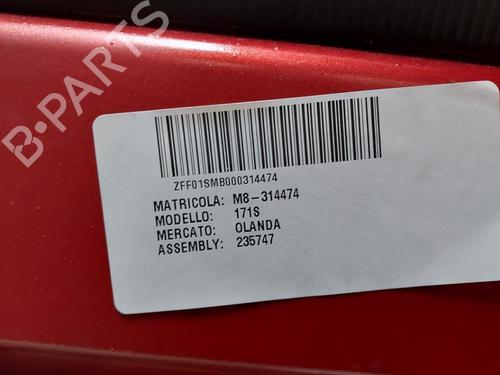 B-PARTS
ZFF01SMB000314474
MATRICOLA: M8-314474
MODELLO: 171S
MERCATO: OLANDA
ASSEMBLY: 235747